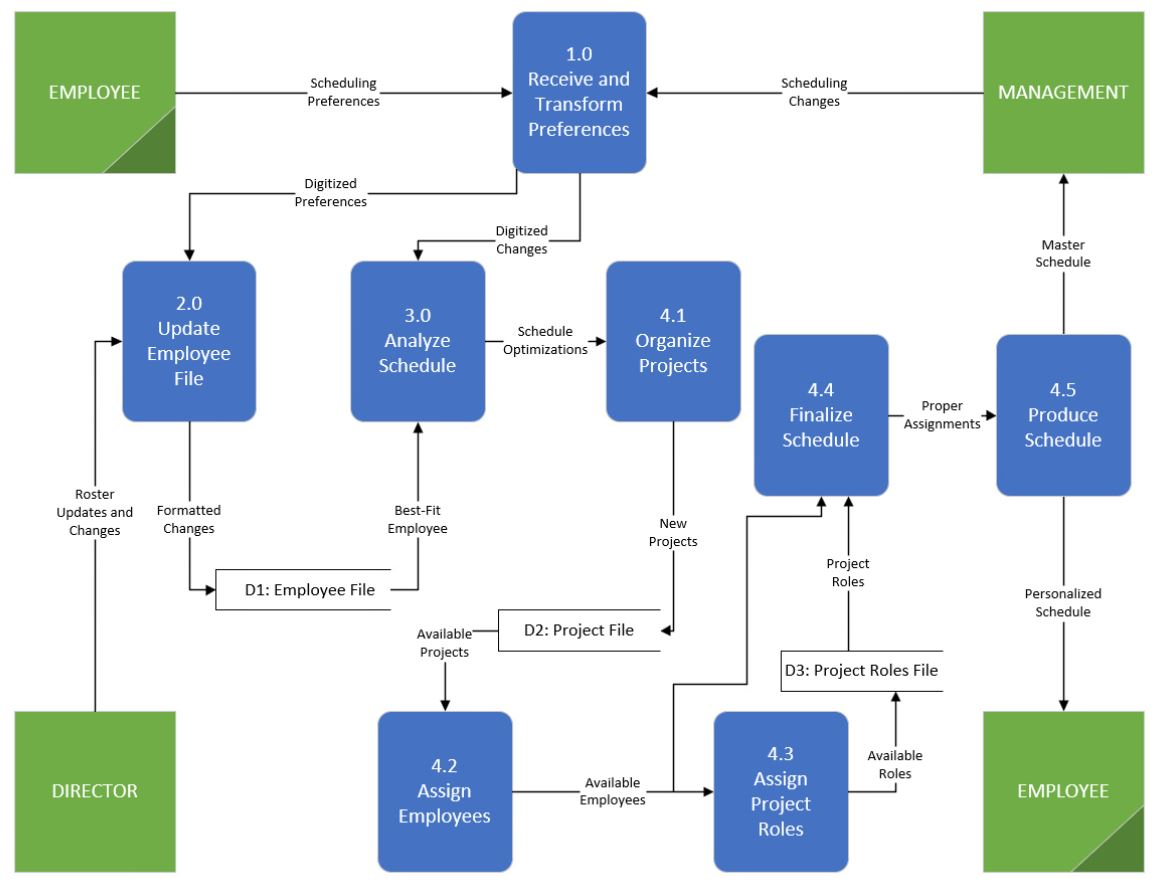 EMPLOYEE
Scheduling
Preferences
1.0
Receive and
Transform
Preferences
Scheduling
Changes
MANAGEMENT
Digitized
Preferences
Digitized
Changes
Master
Schedule
2.0
Update
Employee
File
3.0
Analyze
Schedule
Schedule
Optimizations
4.1
Organize
Projects
4.4
Finalize
Schedule
Proper
Assignments
4.5
Produce
Schedule
Roster
Updates and
Changes
Formatted
Changes
Best-Fit
Employee
New
Projects
Project
Roles
Personalized
Schedule
D1: Employee File
Available
Projects
D2: Project File
D3: Project Roles File
DIRECTOR
4.2
Assign
Employees
Available
Employees
4.3
Assign
Project
Roles
Available
Roles
EMPLOYEE